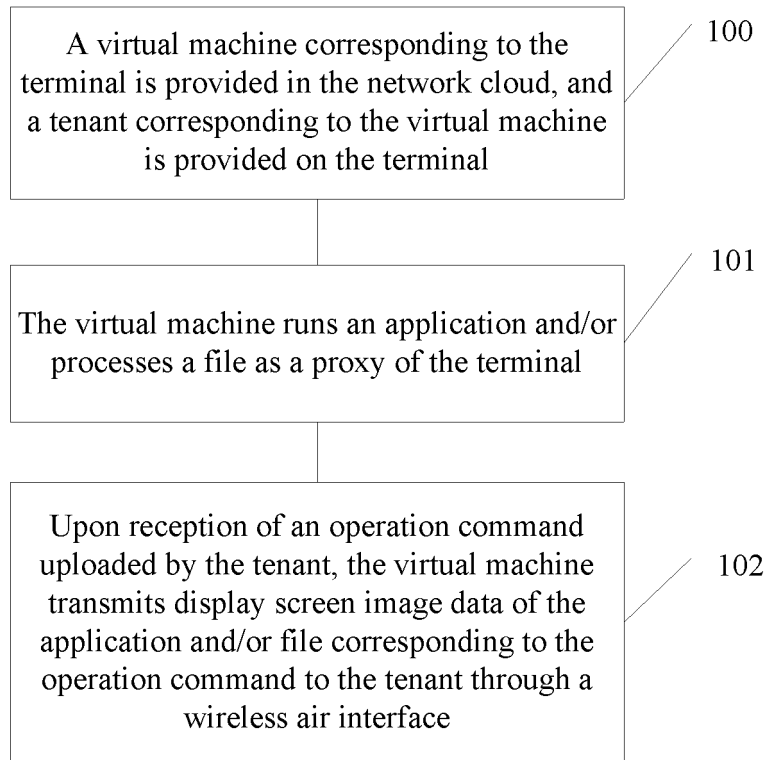 A virtual machine corresponding to the
terminal is provided in the network cloud, and
a tenant corresponding to the virtual machine
is provided on the terminal
100
The virtual machine runs an application and/or
processes a file as a proxy of the terminal
101
Upon reception of an operation command
uploaded by the tenant, the virtual machine
transmits display screen image data of the
application and/or file corresponding to the
operation command to the tenant through a
wireless air interface
102